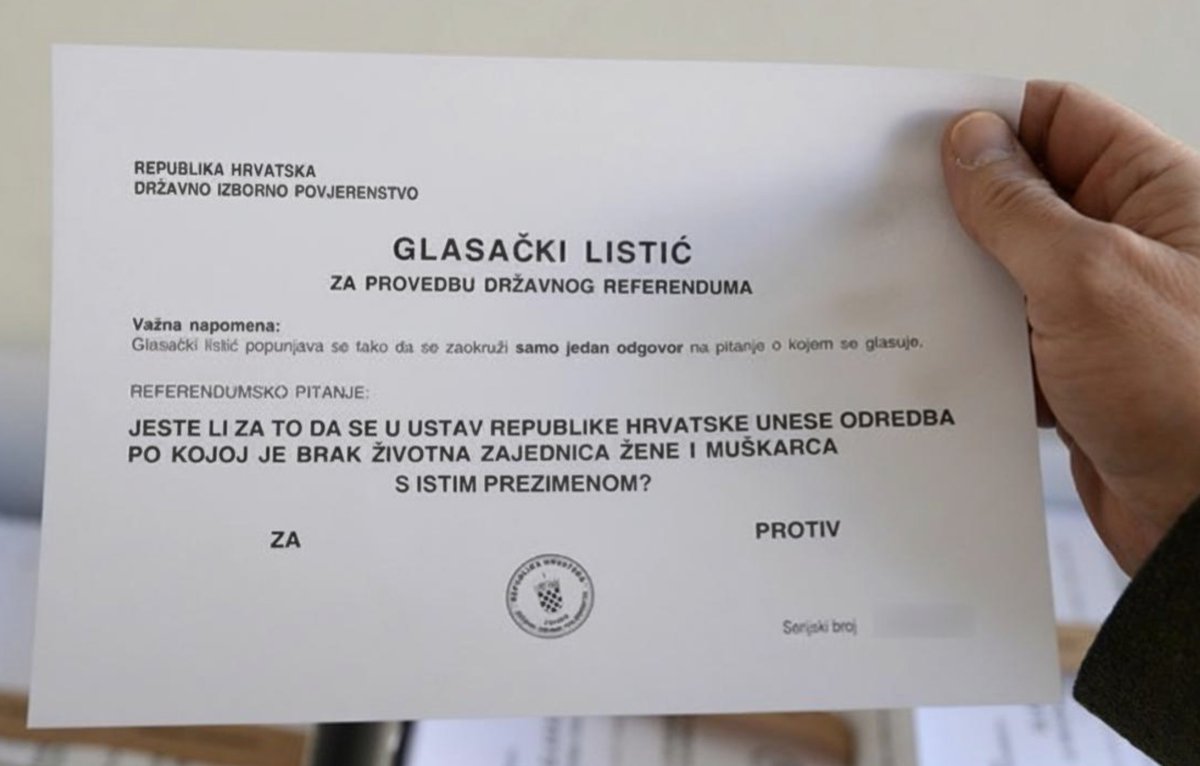 REPUBLIKA HRVATSKA
DRŽAVNO IZBORNO POVJERENSTVO
GLASAČKI LISTIĆ
ZA PROVEDBU DRŽAVNOG REFERENDUMA
Važna napomena:
Glasački listić popunjava se tako da se zaokruži samo jedan odgovor na pitanje o kojem se glasuje.
REFERENDUMSKO PITANJE:
JESTE LI ZA TO DA SE U USTAV REPUBLIKE HRVATSKE UNESE ODREDBA
PO KOJOJ JE BRAK ŽIVOTNA ZAJEDNICA ŽENE I MUŠKARCA
S ISTIM PREZIMENOM?
ZA
PROTIV
REPUBLIKA HRVATSKA
Serijski broj